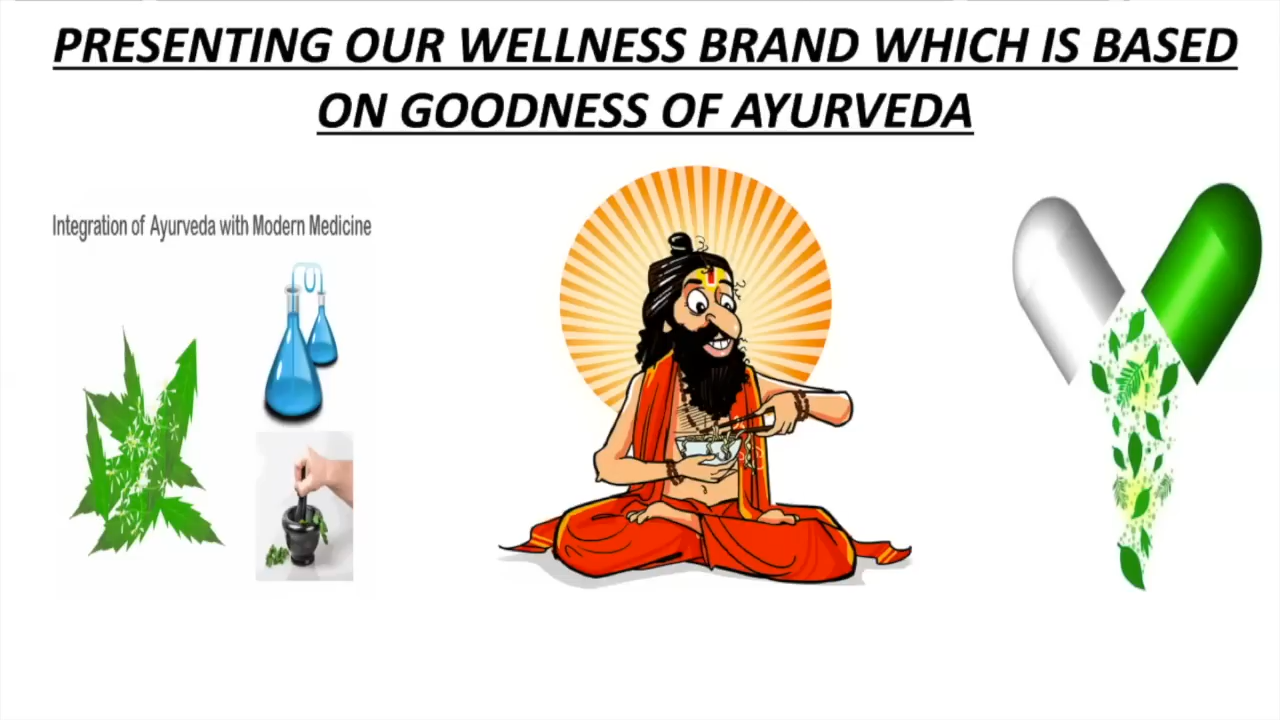 PRESENTING OUR WELLNESS BRAND WHICH IS BASED
ON GOODNESS OF AYURVEDA
Integration of Ayurveda with Modern Medicine